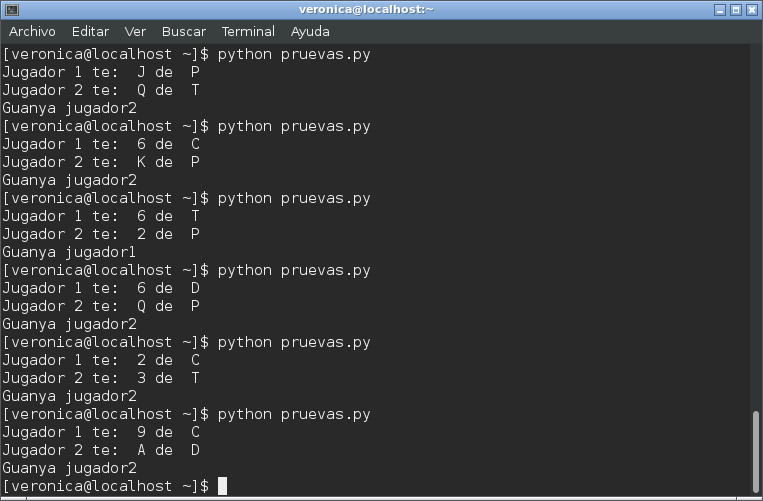 veronica@localhost:~
Archivo Editar Ver Buscar Terminal Ayuda
[veronica@localhost ~]$ python pruevas.py
Jugador 1 te:  J de  P
Jugador 2 te:  Q de  T
Guanya jugador2
[veronica@localhost ~]$ python pruevas.py
Jugador 1 te:  6 de  C
Jugador 2 te:  K de  P
Guanya jugador2
[veronica@localhost ~]$ python pruevas.py
Jugador 1 te:  6 de  T
Jugador 2 te:  2 de  P
Guanya jugador1
[veronica@localhost ~]$ python pruevas.py
Jugador 1 te:  6 de  D
Jugador 2 te:  Q de  P
Guanya jugador2
[veronica@localhost ~]$ python pruevas.py
Jugador 1 te:  2 de  C
Jugador 2 te:  3 de  T
Guanya jugador2
[veronica@localhost ~]$ python pruevas.py
Jugador 1 te:  9 de  C
Jugador 2 te:  A de  D
Guanya jugador2
[veronica@localhost ~]$